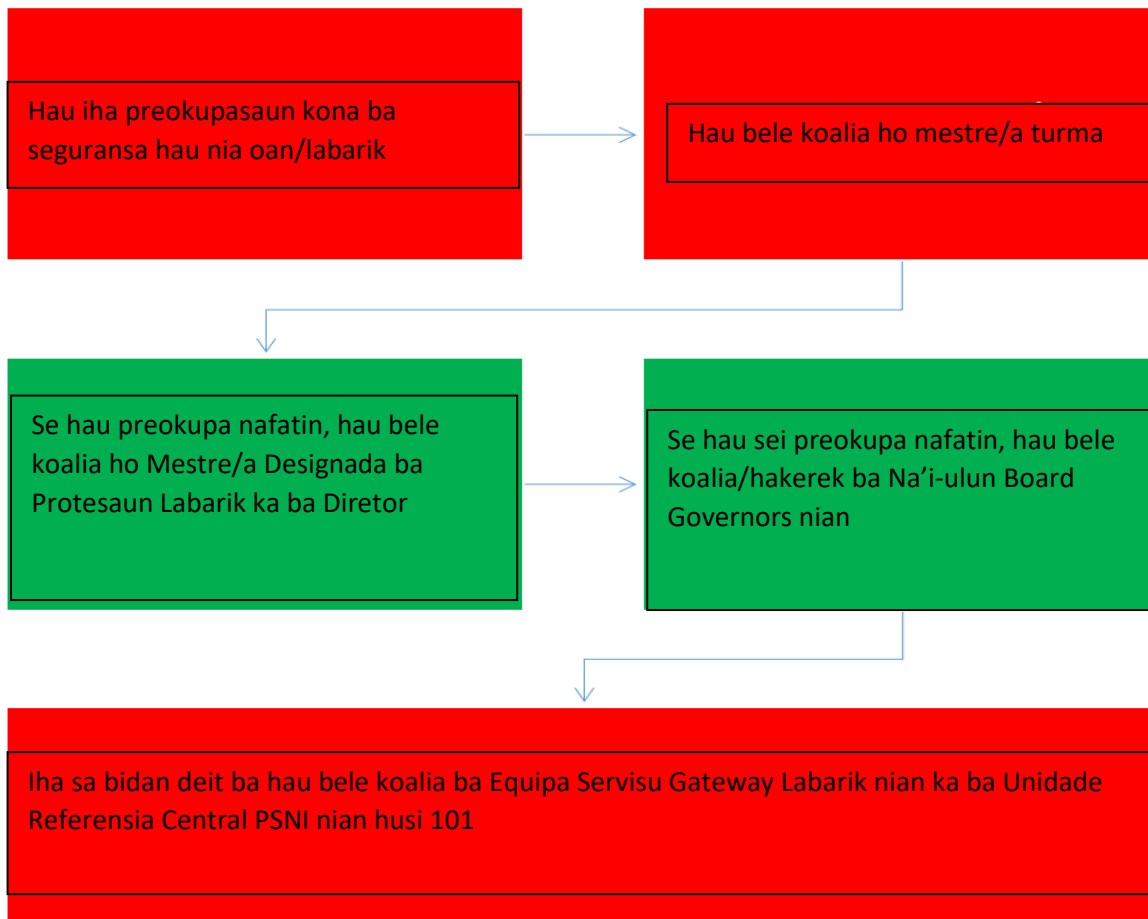 Hau iha preokupasaun kona ba
seguransa hau nia oan/labarik
Hau bele koalia ho mestre/a turma
Se hau preokupa nafatin, hau bele
koalia ho Mestre/a Designada ba
Protesaun Labarik ka ba Diretor
Se hau sei preokupa nafatin, hau bele
koalia/hakerek ba Na’i-ulun Board
Governors nian
Iha sa bidan deit ba hau bele koalia ba Equipa Servisu Gateway Labarik nian ka ba Unidade
Referensia Central PSNI nian husi 101